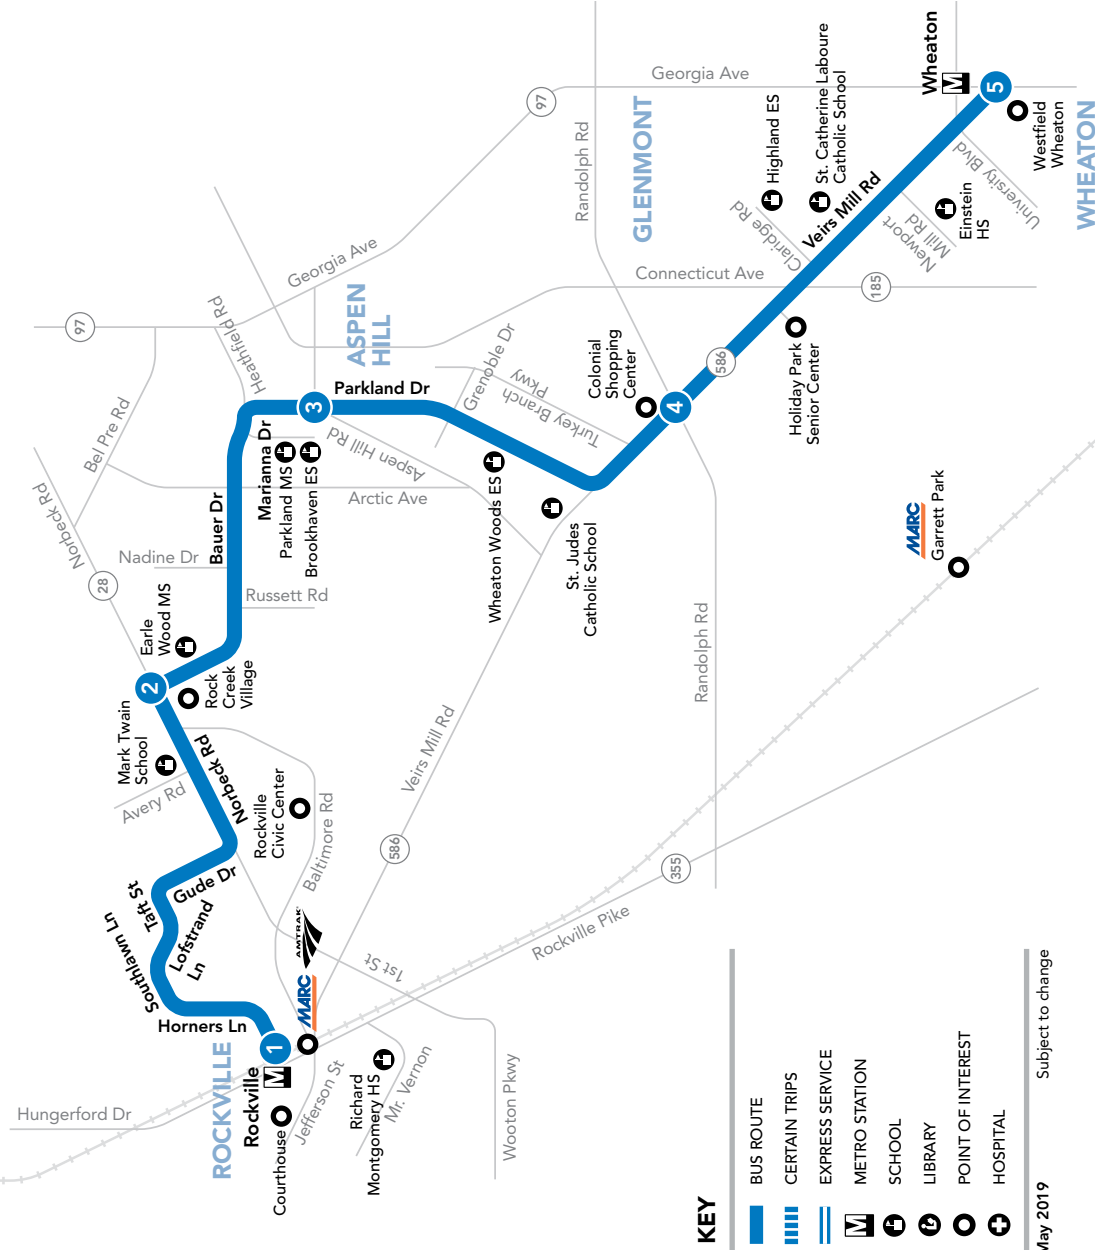 Georgia Ave
97
Randolph Rd
GLENMONT
Highland ES
St. Catherine Laboure
Catholic School
Wheaton
M
5
Westfield
Wheaton
WHEATON
University Blvd
Einstein
HS
Newport
Mill Rd
Claridge Rd
Veirs Mill Rd
Connecticut Ave
185
Georgia Ave
97
Heathfield Rd
ASPEN
HILL
3
Parkland Dr
Grenoble Dr
Turkey Branch
Pkwy
Colonial
Shopping
Center
586
4
Holiday Park
Senior Center
Bel Pre Rd
Norbeck Rd
28
Marianna Dr
Parkland MS
Brookhaven ES
Aspen Hill Rd
Arctic Ave
Bauer Dr
Nadine Dr
Russett Rd
Wheaton Woods ES
St. Judes
Catholic School
MARC
Garrett Park
Earle
Wood MS
2
Rock
Creek
Village
Mark Twain
School
Avery Rd
Norbeck Rd
Rockville
Civic Center
Baltimore Rd
Veirs Mill Rd
586
Randolph Rd
355
Rockville Pike
Gude Dr
Taft St
Lofstrand
Ln
Southlawn Ln
Horners Ln
AMTRAK
MARC
1st St
1
ROCKVILLE
Rockville
M
Courthouse
Jefferson St
Richard
Montgomery HS
Mr. Vernon
Wooton Pkwy
Hungerford Dr
KEY
BUS ROUTE
CERTAIN TRIPS
EXPRESS SERVICE
M
METRO STATION
SCHOOL
LIBRARY
POINT OF INTEREST
HOSPITAL
May 2019
Subject to change